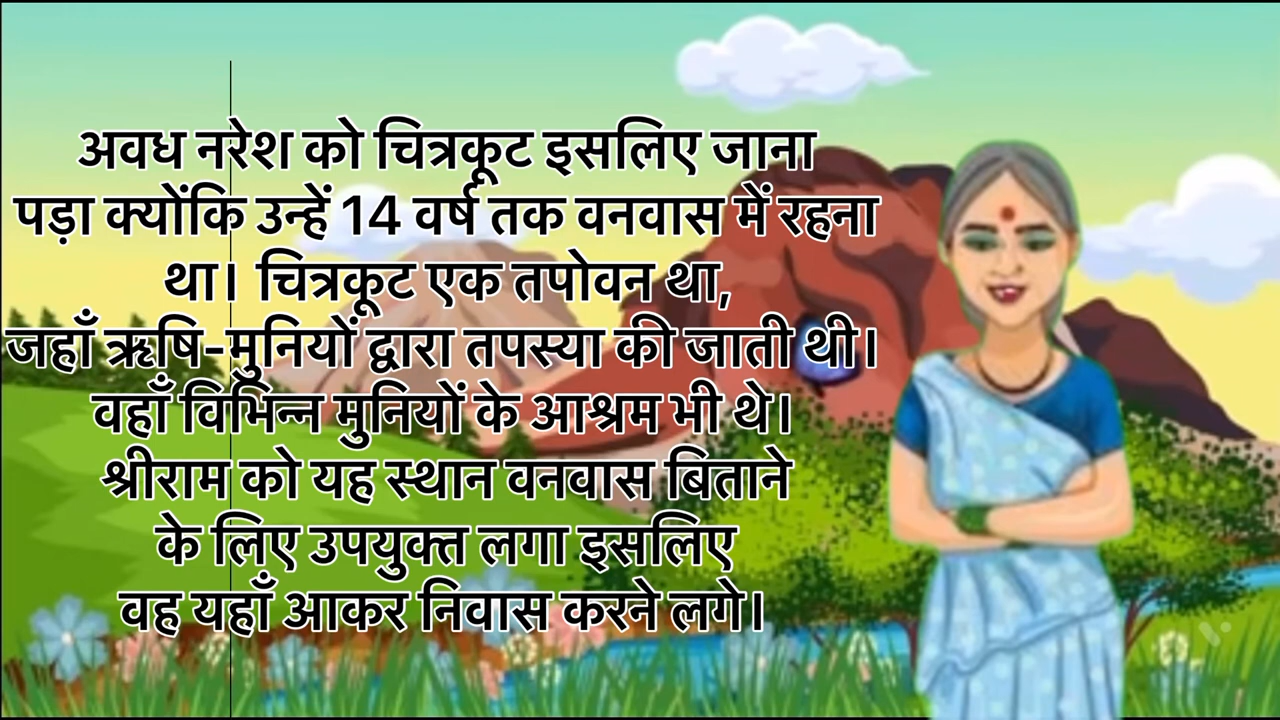 अवध नरेश को चित्रकूट इसलिए जाना
पड़ा क्योंकि उन्हें 14 वर्ष तक वनवास में रहना
था। चित्रकूट एक तपोवन था,
जहाँ ऋषि-मुनियों द्वारा तपस्या की जाती थी।
वहाँ विभिन्न मुनियों के आश्रम भी थे।
श्रीराम को यह स्थान वनवास बिताने
के लिए उपयुक्त लगा इसलिए
वह यहाँ आकर निवास करने लगे।